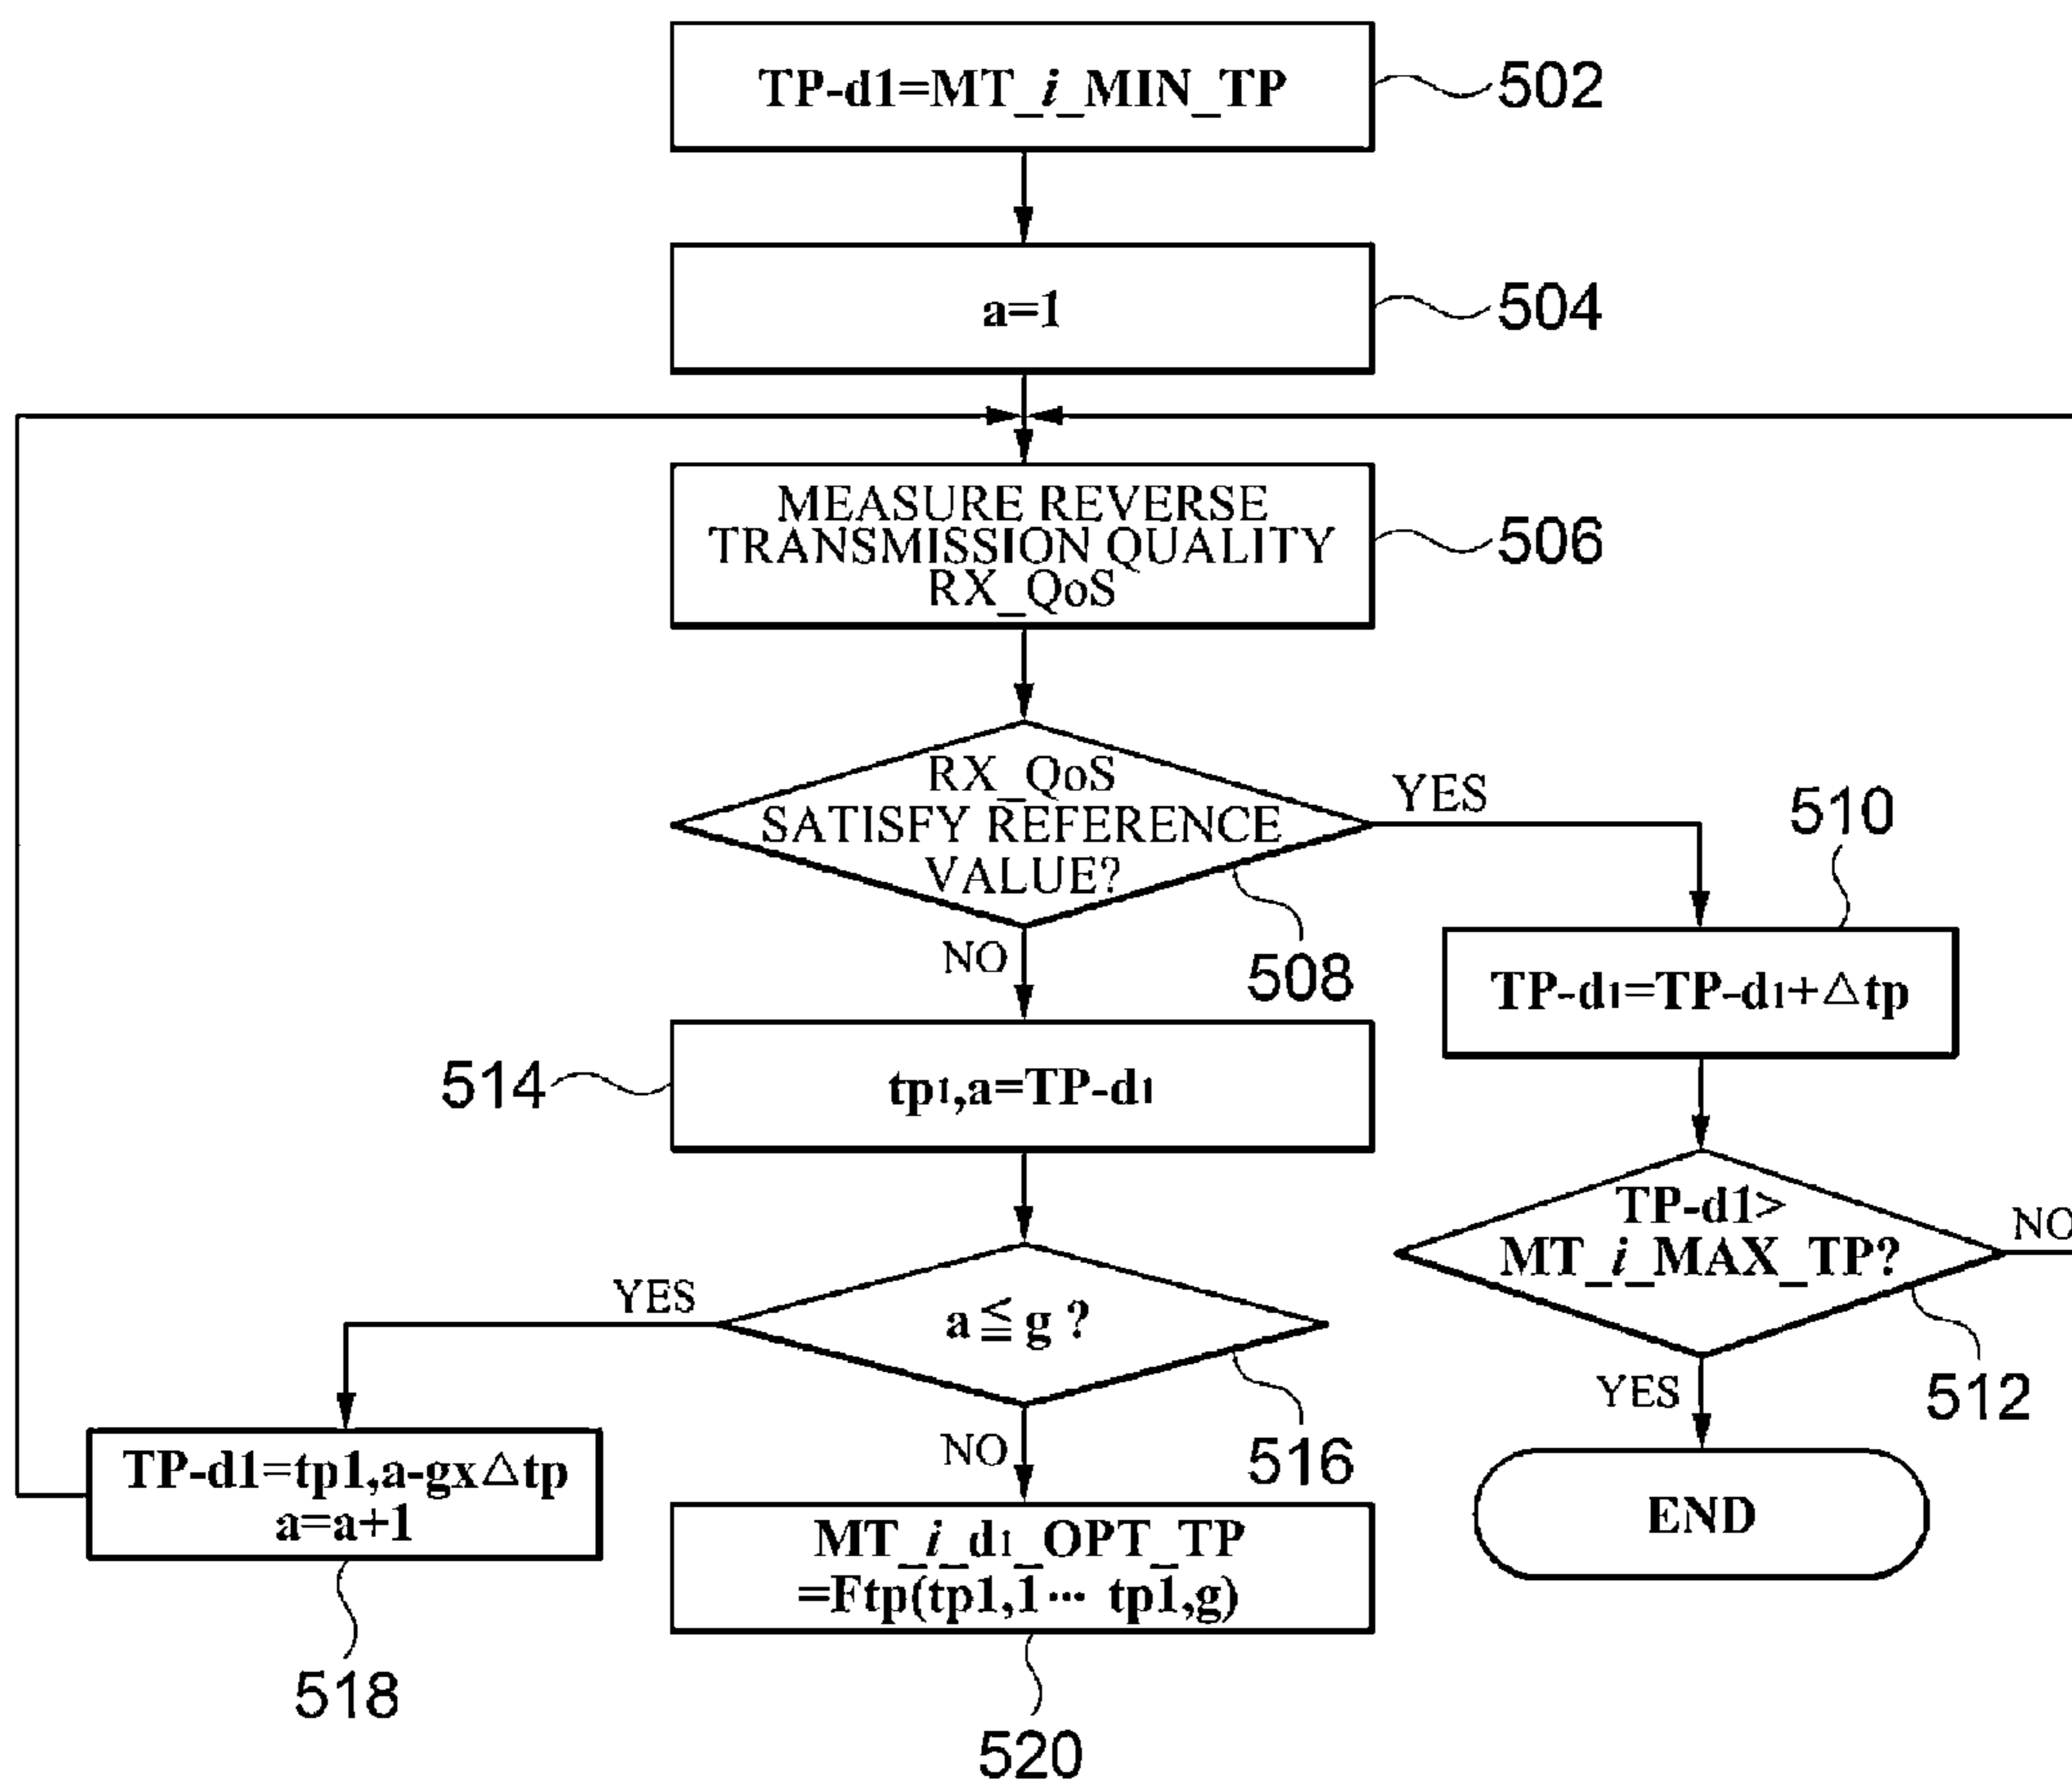 TP-d1=MT_i_MIN_TP
502
a=1
504
MEASURE REVERSE
TRANSMISSION QUALITY
RX_QoS
506
RX_QoS
SATISFY REFERENCE
VALUE?
YES
508
NO
510
TP-d1=TP-d1+△tp
514
tp1,a=TP-d1
TP-d1>
MT_i_MAX_TP?
NO
512
YES
END
a≦g ?
YES
516
NO
TP-d1=tp1,a-gx△tp
a=a+1
518
MT_i_d1_OPT_TP
=Ftp(tp1,1··· tp1,g)
520